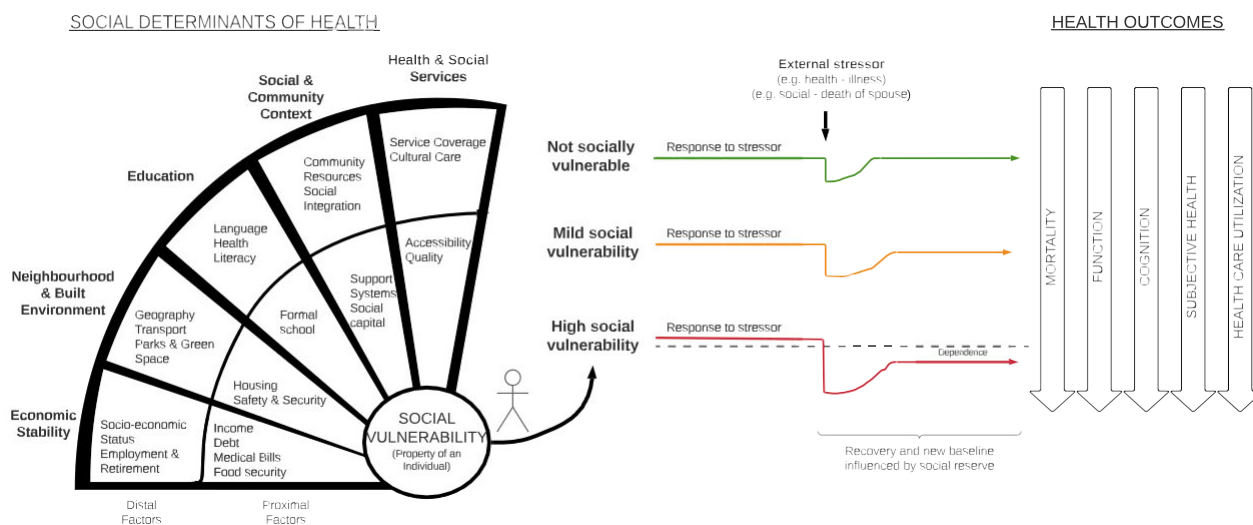 SOCIAL DETERMINANTS OF HEALTH
HEALTH OUTCOMES
Health & Social
Services
Social &
Community
Context
Education
Neighbourhood
& Built
Environment
Economic
Stability
Service Coverage
Cultural Care
Accessibility
Quality
Community
Resources
Social
Integration
Support
Systems
Social
capital
Language
Health
Literacy
Formal
school
Geography
Transport
Parks & Green
Space
Housing
Safety & Security
Socio-economic
Status
Employment &
Retirement
Income
Debt
Medical Bills
Food security
Distal
Factors
Proximal
Factors
SOCIAL
VULNERABILITY
(Property of an
Individual)
External stressor
(e.g. health - illness)
(e.g. social - death of spouse)
Not socially
vulnerable
Response to stressor
Mild social
vulnerability
Response to stressor
High social
vulnerability
Response to stressor
Dependence
Recovery and new baseline
influenced by social reserve
MORTALITY
FUNCTION
COGNITION
SUBJECTIVE HEALTH
HEALTH CARE UTILIZATION